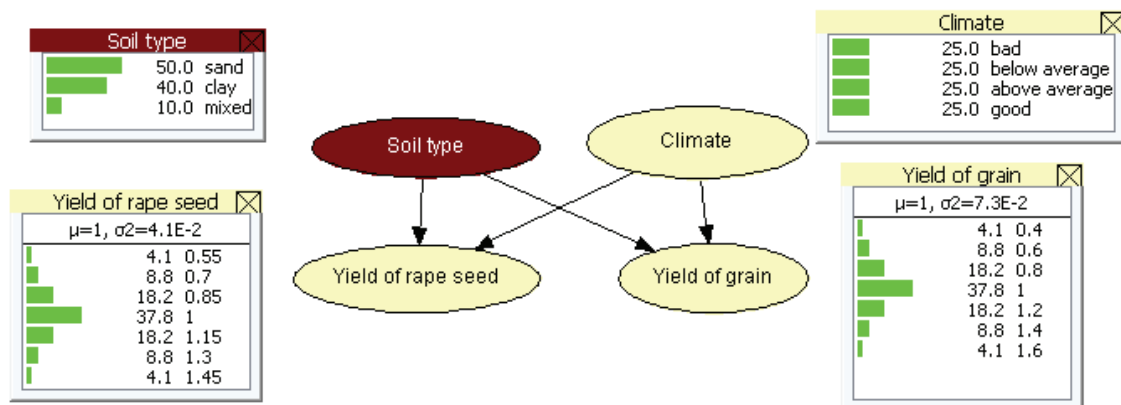 Soil type
50.0 sand
40.0 clay
10.0 mixed
Climate
25.0 bad
25.0 below average
25.0 above average
25.0 good
Soil type
Climate
Yield of rape seed
μ=1, σ2=4.1E-2
4.1 0.55
8.8 0.7
18.2 0.85
37.8 1
18.2 1.15
8.8 1.3
4.1 1.45
Yield of rape seed
Yield of grain
Yield of grain
μ=1, σ2=7.3E-2
4.1 0.4
8.8 0.6
18.2 0.8
37.8 1
18.2 1.2
8.8 1.4
4.1 1.6